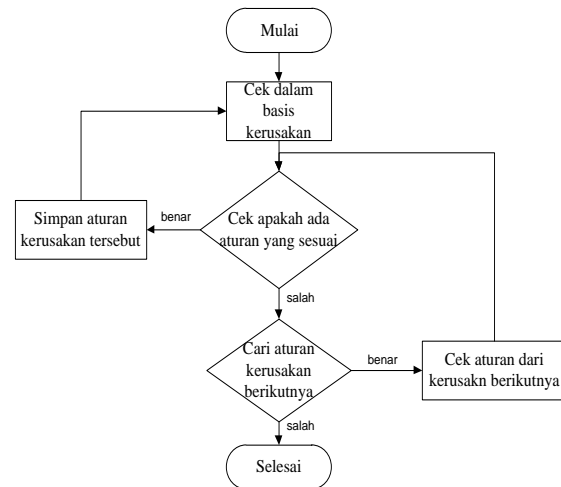 Mulai
Cek dalam
basis
kerusakan
Simpan aturan
kerusakan tersebut
benar
Cek apakah ada
aturan yang sesuai
salah
Cari aturan
kerusakan
berikutnya
benar
Cek aturan dari
kerusakn berikutnya
salah
Selesai